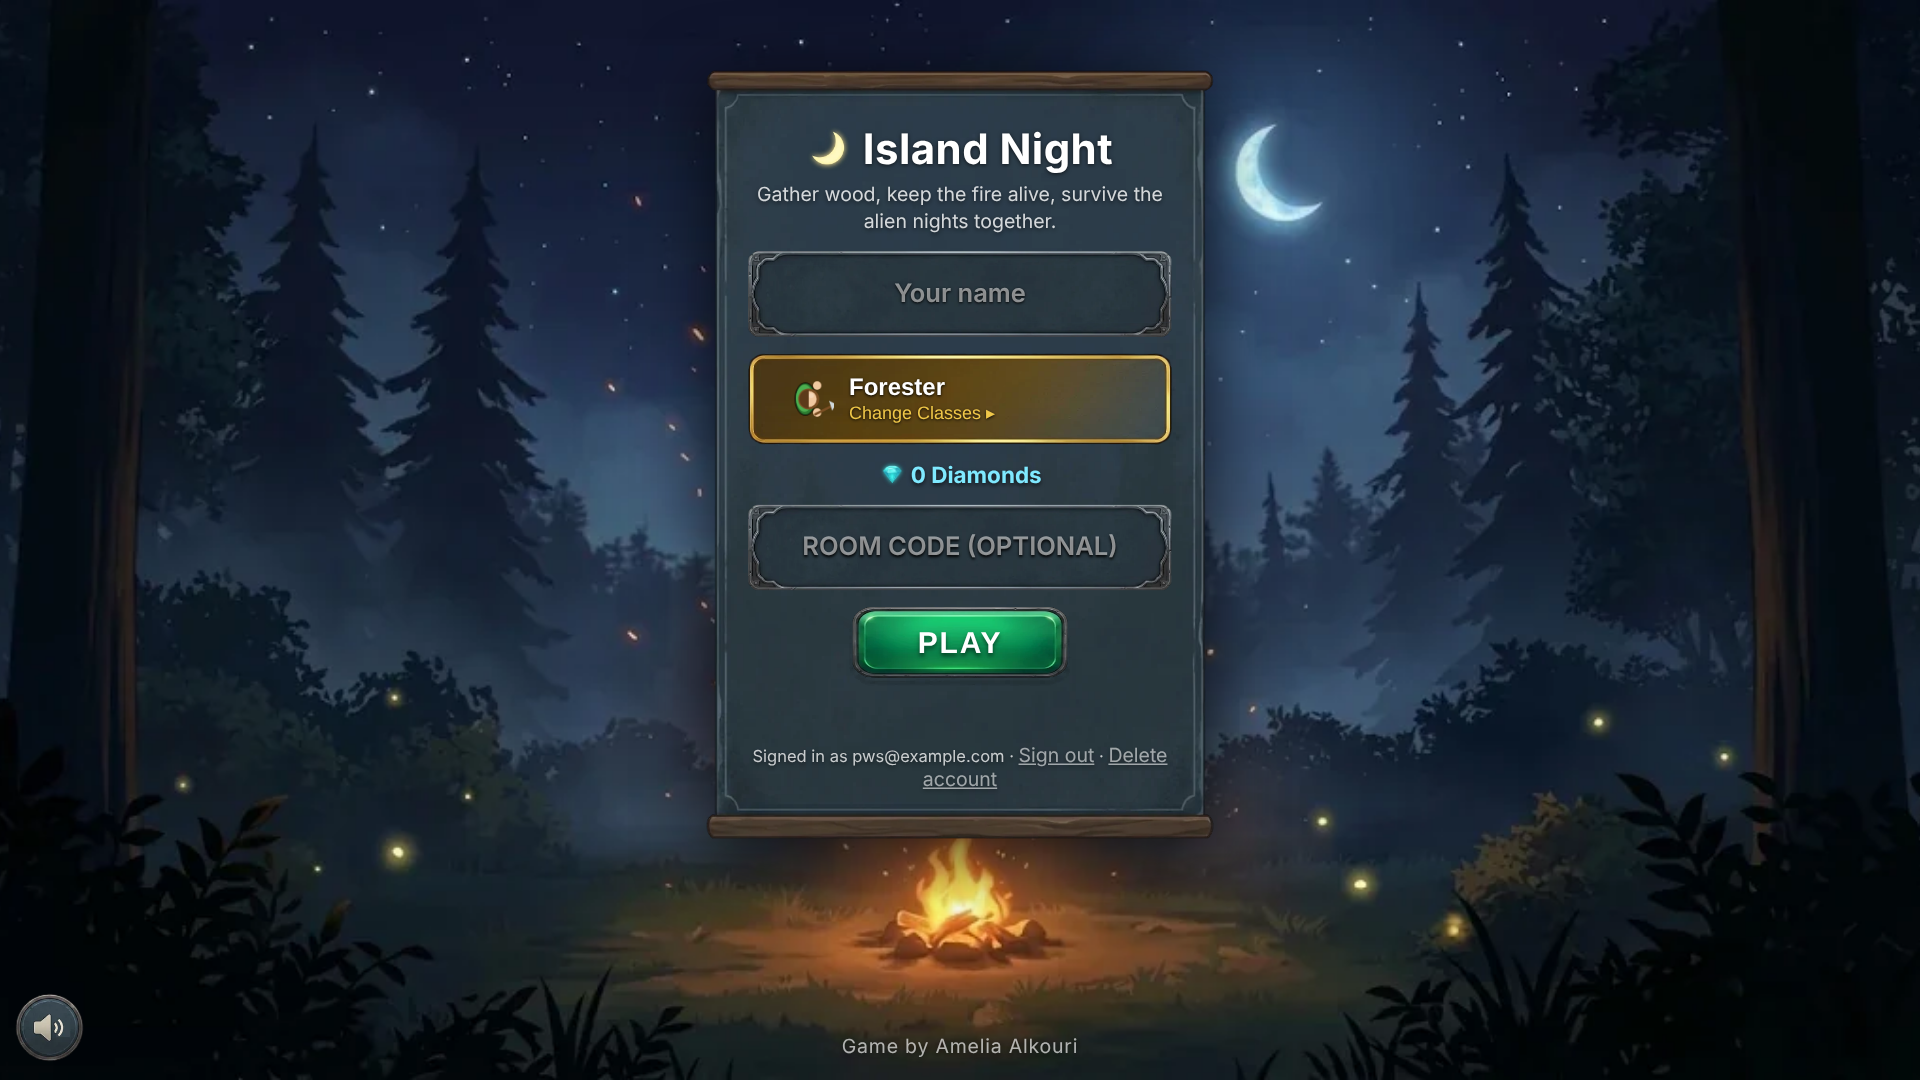 Island Night
Gather wood, keep the fire alive, survive the
alien nights together.
Your name
Forester
Change Classes ▸
0 Diamonds
ROOM CODE (OPTIONAL)
PLAY
Signed in as pws@example.com · Sign out · Delete
account
Game by Amelia Alkouri